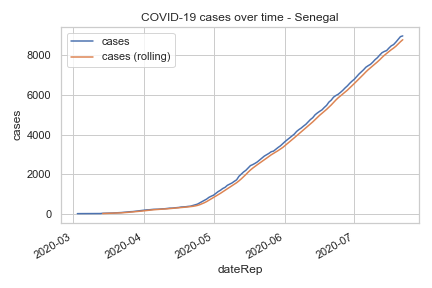 COVID-19 cases over time - Senegal
cases
cases (rolling)
8000
6000
4000
2000
0
cases
2020-03
2020-04
2020-05
2020-06
2020-07
dateRep